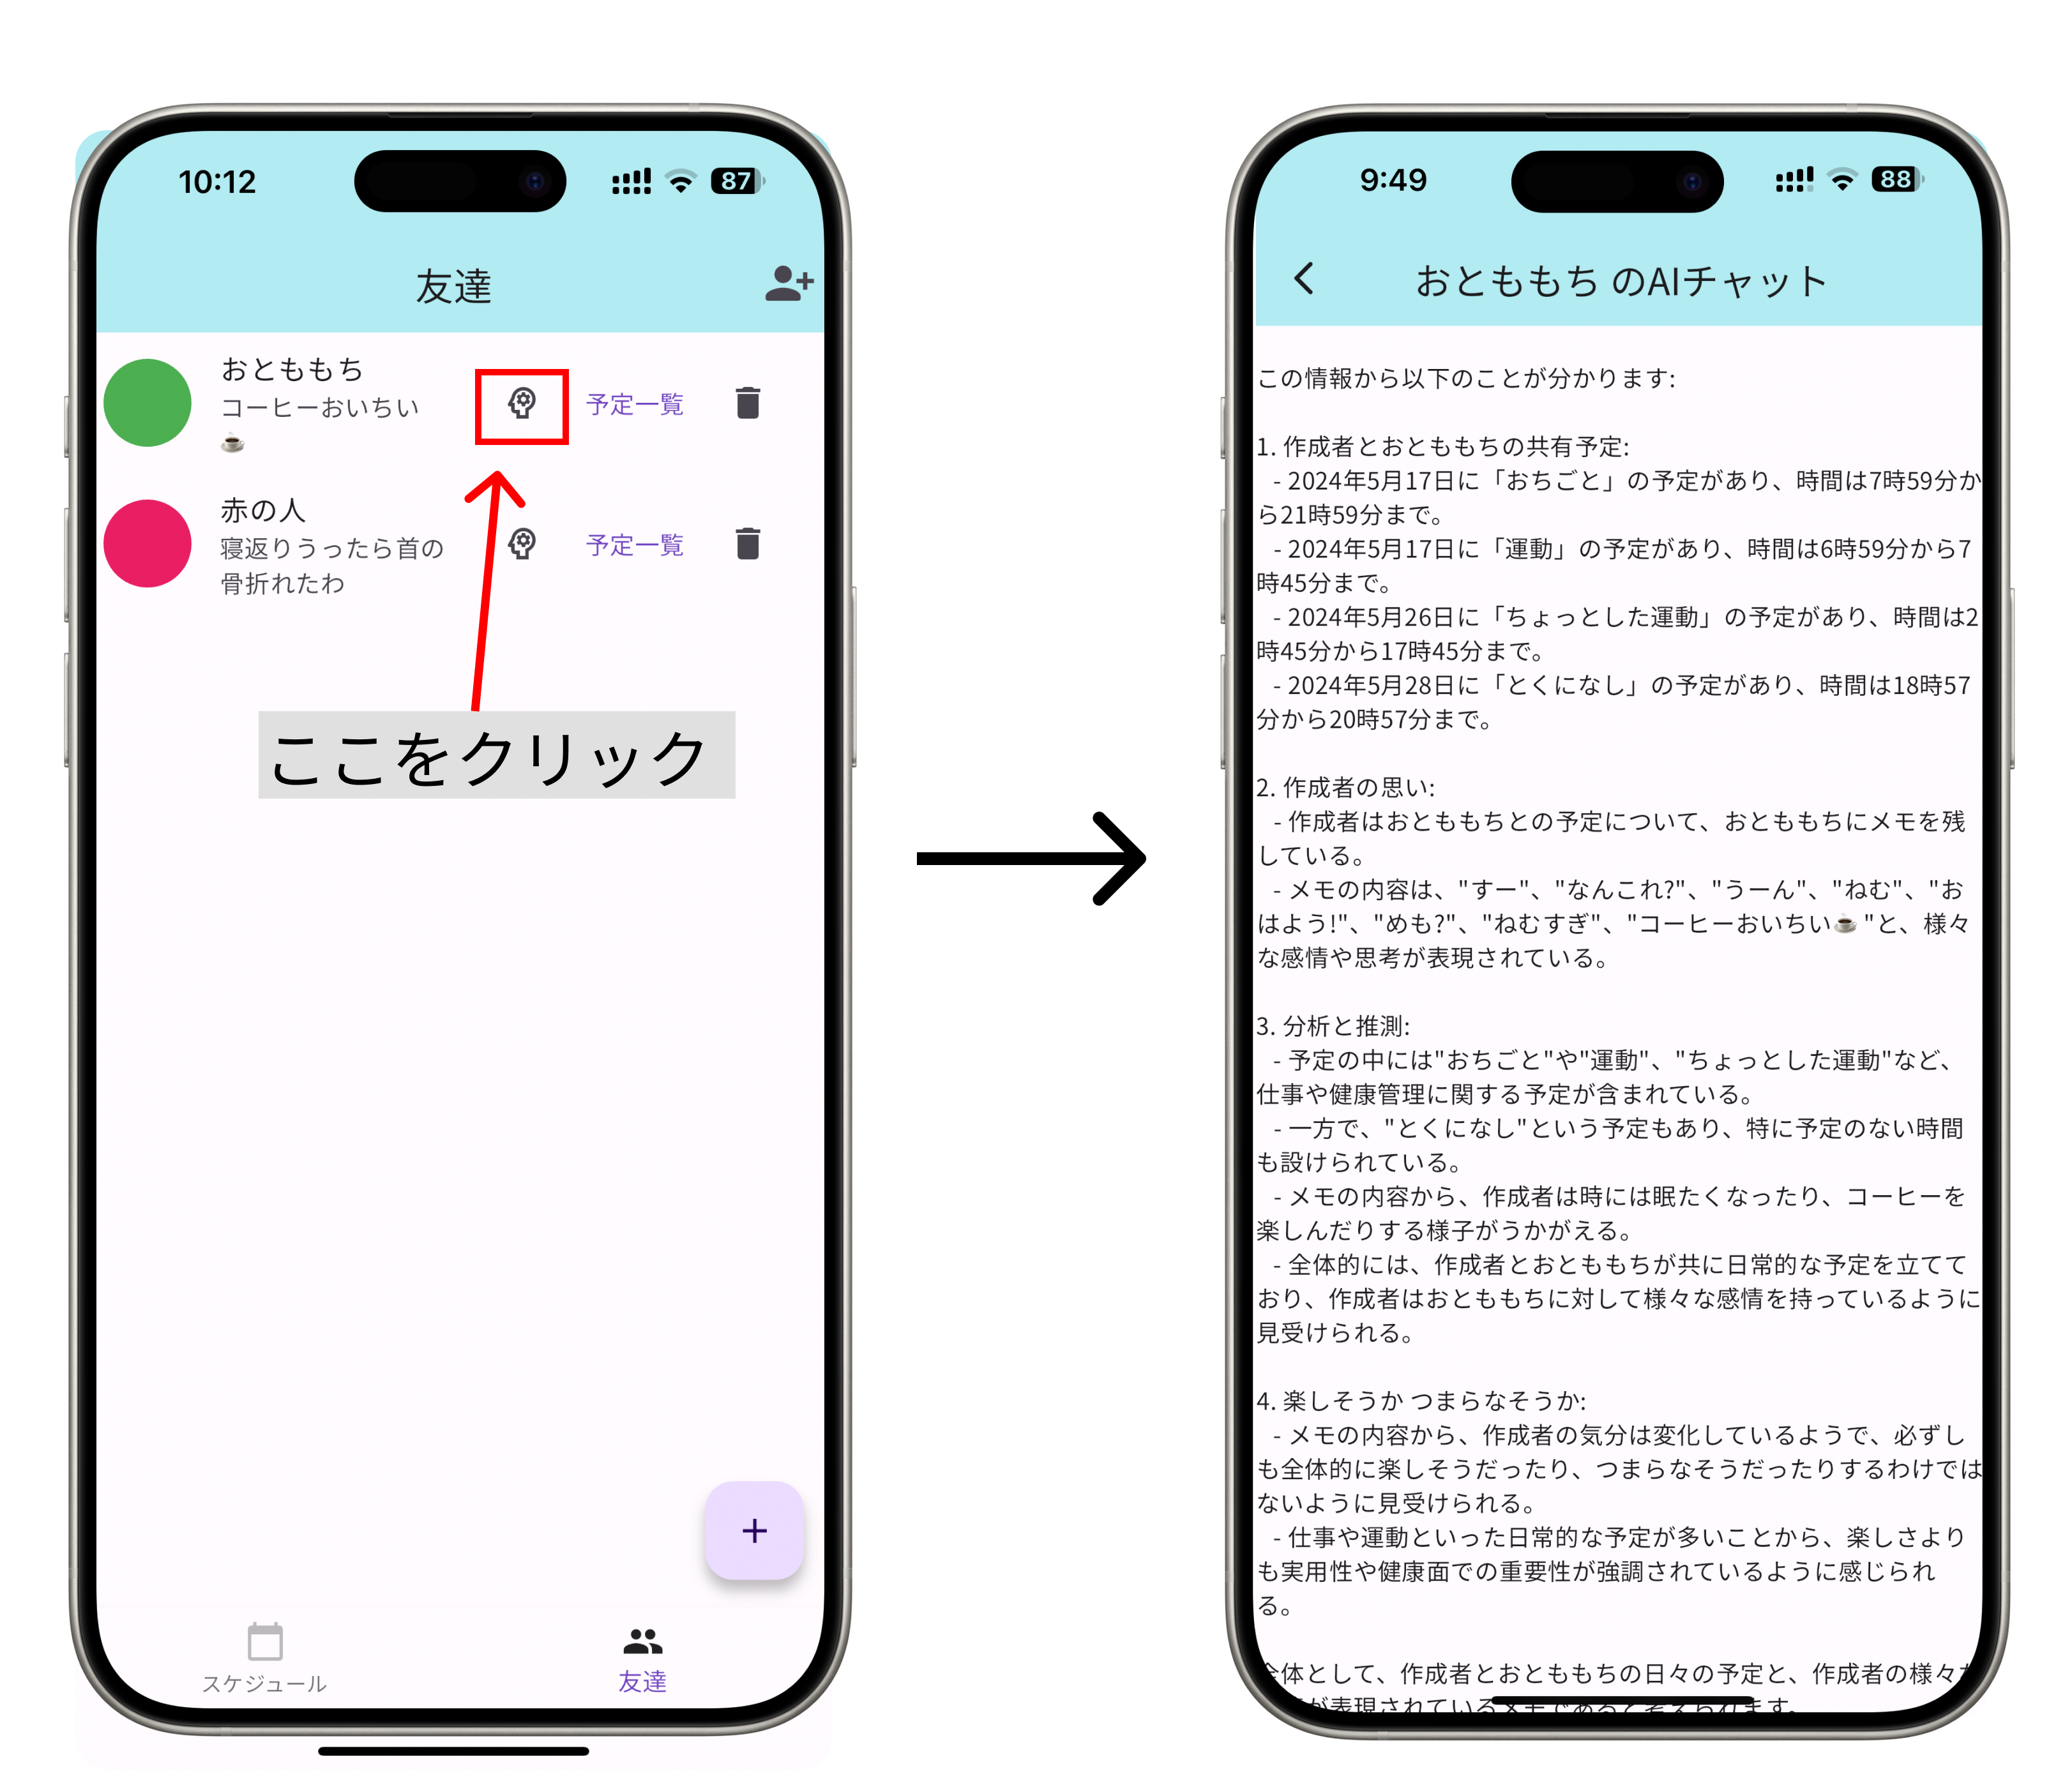 10:12
87
友達
おとももち
コーヒーおいちい
☕
予定一覧
赤の人
寝返りうったら首の
骨折れたわ
予定一覧
ここをクリック
+
スケジュール
友達
9:49
88
おとももち のAIチャット
この情報から以下のことが分かります:
1. 作成者とおとももちの共有予定:
- 2024年5月17日に「おちごと」の予定があり、時間は7時59分か
ら21時59分まで。
- 2024年5月17日に「運動」の予定があり、時間は6時59分から7
時45分まで。
- 2024年5月26日に「ちょっとした運動」の予定があり、時間は2
時45分から17時45分まで。
- 2024年5月28日に「とくになし」の予定があり、時間は18時57
分から20時57分まで。
2. 作成者の思い:
- 作成者はおとももちとの予定について、おとももちにメモを残
している。
- メモの内容は、"すー"、"なんこれ?"、"うーん"、"ねむ"、"お
はよう!"、"めも?"、"ねむすぎ"、"コーヒーおいちい☕ "と、様々
な感情や思考が表現されている。
3. 分析と推測:
- 予定の中には"おちごと"や"運動"、"ちょっとした運動"など、
仕事や健康管理に関する予定が含まれている。
- 一方で、"とくになし"という予定もあり、特に予定のない時間
も設けられている。
- メモの内容から、作成者は時には眠たくなったり、コーヒーを
楽しんだりする様子がうかがえる。
- 全体的には、作成者とおとももちが共に日常的な予定を立てて
おり、作成者はおとももちに対して様々な感情を持っているように
見受けられる。
4. 楽しそうか つまらなそうか:
- メモの内容から、作成者の気分は変化しているようで、必ずし
も全体的に楽しそうだったり、つまらなそうだったりするわけでは
ないように見受けられる。
- 仕事や運動といった日常的な予定が多いことから、楽しさより
も実用性や健康面での重要性が強調されているように感じられ
る。
全体として、作成者とおとももちの日々の予定と、作成者の様々な
が表現されているメモであると考えられます。